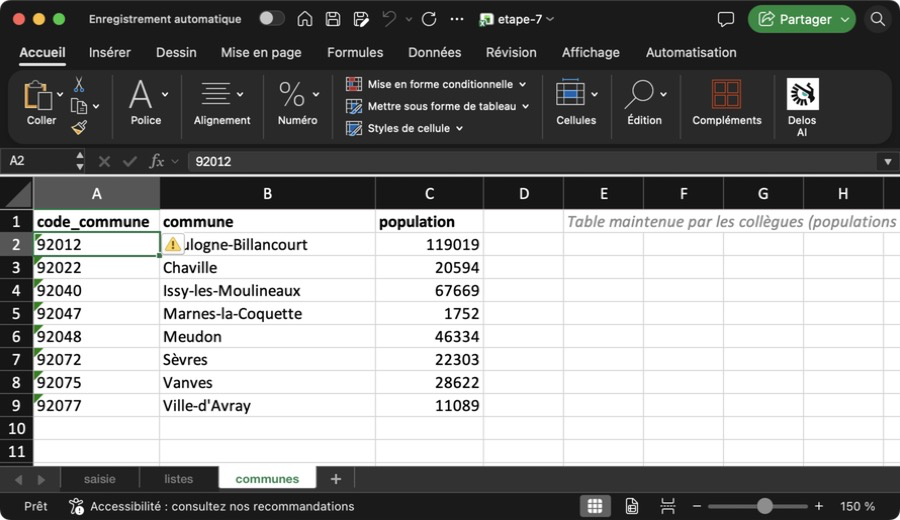 Enregistrement automatique
etape-7
Partager
Accueil Insérer Dessin Mise en page Formules Données Révision Affichage Automatisation
Coller
Police
Alignement
%
Numéro
Mise en forme conditionnelle
Mettre sous forme de tableau
Styles de cellule
Cellules
Édition
Compléments
Delos
AI
A2 fx 92012
A B C D E F G H
1 code_commune commune population Table maintenue par les collègues (populations
2 92012 ulogne-Billancourt 119019
3 92022 Chaville 20594
4 92040 Issy-les-Moulineaux 67669
5 92047 Marnes-la-Coquette 1752
6 92048 Meudon 46334
7 92072 Sèvres 22303
8 92075 Vanves 28622
9 92077 Ville-d'Avray 11089
10
11
saisie listes communes +
Prêt Accessibilité : consultez nos recommandations − + 150 %